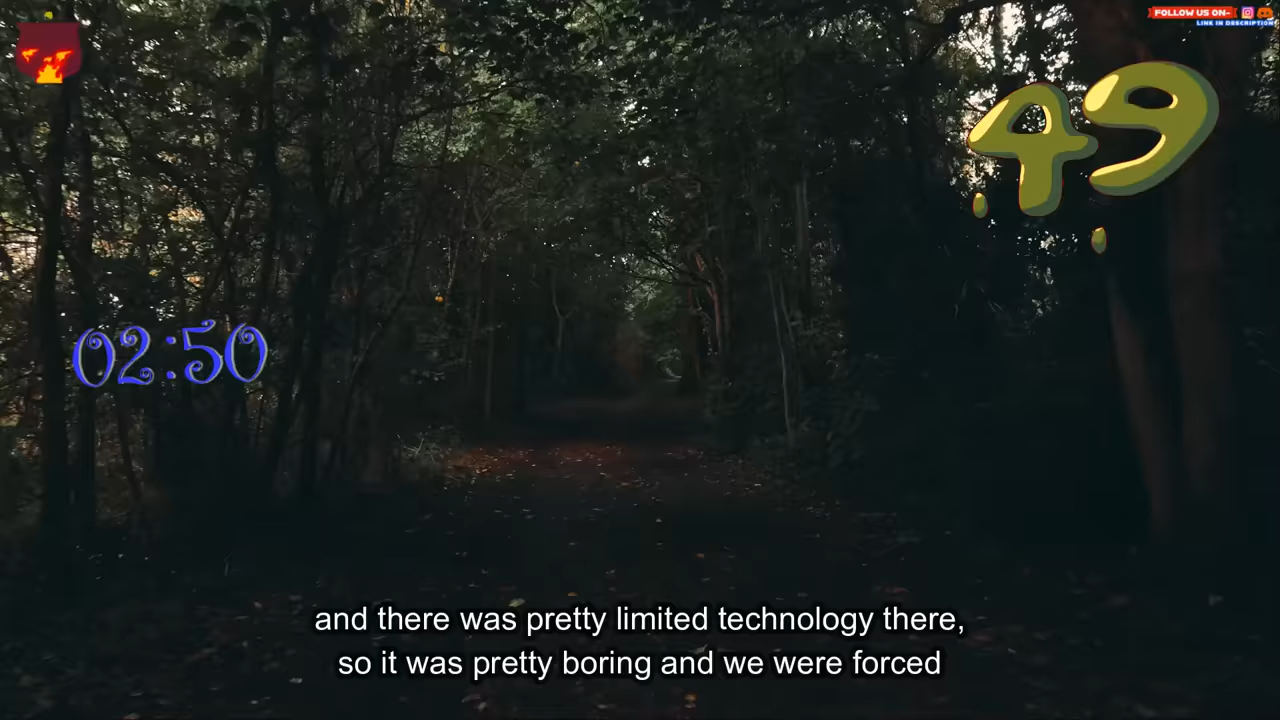 FOLLOW US ON-
LINK IN DRSCRIPTION
49
02:50
and there was pretty limited technology there,
so it was pretty boring and we were forced